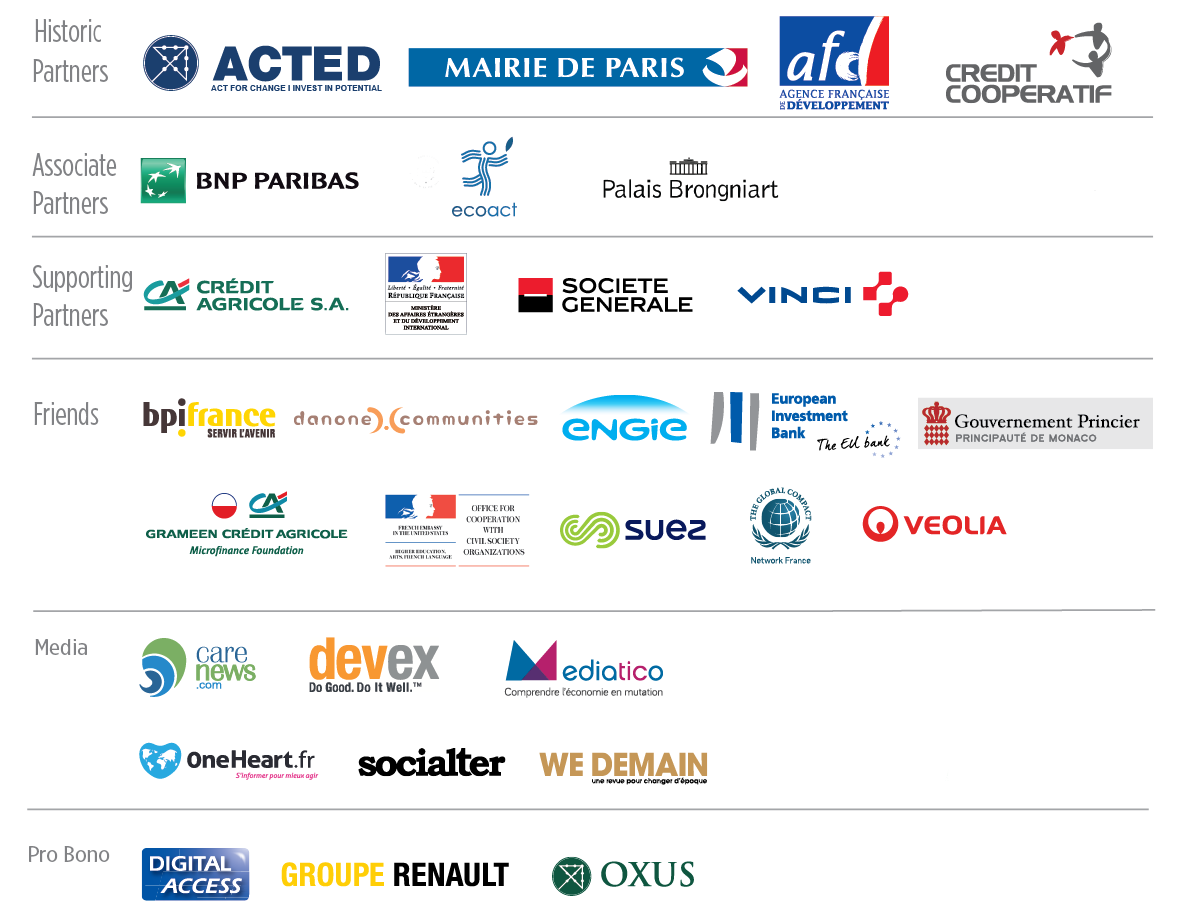 Historic
Partners
ACTED
ACT FOR CHANGE I INVEST IN POTENTIAL
MAIRIE DE PARIS
afd
AGENCE FRANÇAISE
DE DÉVELOPPEMENT
CREDIT
COOPERATIF
Associate
Partners
BNP PARIBAS
ecoact
Palais Brongniart
Supporting
Partners
CA
CRÉDIT
AGRICOLE S.A.
Liberté • Égalité • Fraternité
RÉPUBLIQUE FRANÇAISE
MINISTÈRE
DES AFFAIRES ÉTRANGÈRES
ET DU DÉVELOPPEMENT
INTERNATIONAL
SOCIETE
GENERALE
VINCI
Friends
bpifrance
SERVIR L'AVENIR
danone communities
ENGIE
European
Investment
Bank
The EU bank
Gouvernement Princier
PRINCIPAUTÉ DE MONACO
CA
GRAMEEN CRÉDIT AGRICOLE
Microfinance Foundation
FRENCH EMBASSY
IN THE UNITED STATES
HIGHER EDUCATION,
ARTS, FRENCH LANGUAGE
OFFICE FOR
COOPERATION
WITH
CIVIL SOCIETY
ORGANIZATIONS
suez
THE GLOBAL COMPACT
Network France
VEOLIA
Media
care
news
.com
devex
Do Good. Do It Well.™
Mediatico
Comprendre l'économie en mutation
OneHeart.fr
S'informer pour mieux agir
socialter
WE DEMAIN
une revue pour changer d'époque
Pro Bono
DIGITAL
ACCESS
GROUPE RENAULT
OXUS